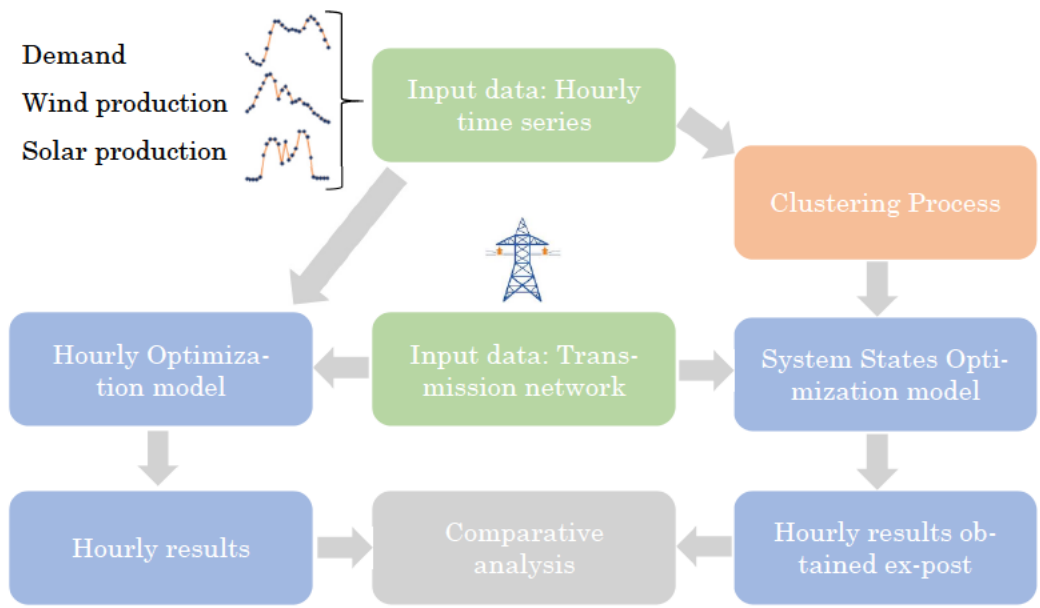 Demand
Wind production
Solar production
Input data: Hourly
time series
Clustering Process
Hourly Optimiza-
tion model
Input data: Trans-
mission network
System States Opti-
mization model
Hourly results
Comparative
analysis
Hourly results ob-
tained ex-post